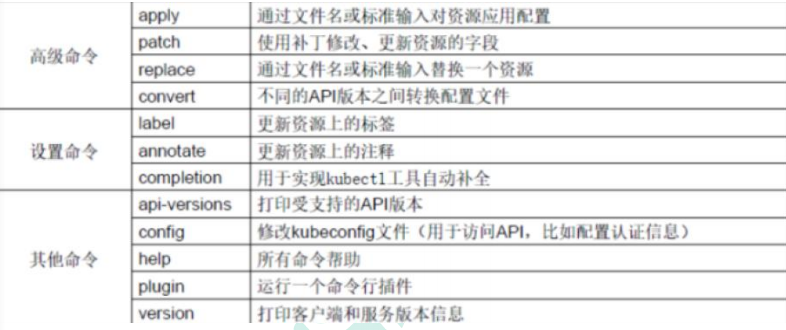 高级命令
apply 通过文件名或标准输入对资源应用配置
patch 使用补丁修改、更新资源的字段
replace 通过文件名或标准输入替换一个资源
convert 不同的API版本之间转换配置文件
设置命令
label 更新资源上的标签
annotate 更新资源上的注释
completion 用于实现kubectl工具自动补全
其他命令
api-versions 打印受支持的API版本
config 修改kubeconfig文件（用于访问API，比如配置认证信息）
help 所有命令帮助
plugin 运行一个命令行插件
version 打印客户端和服务版本信息